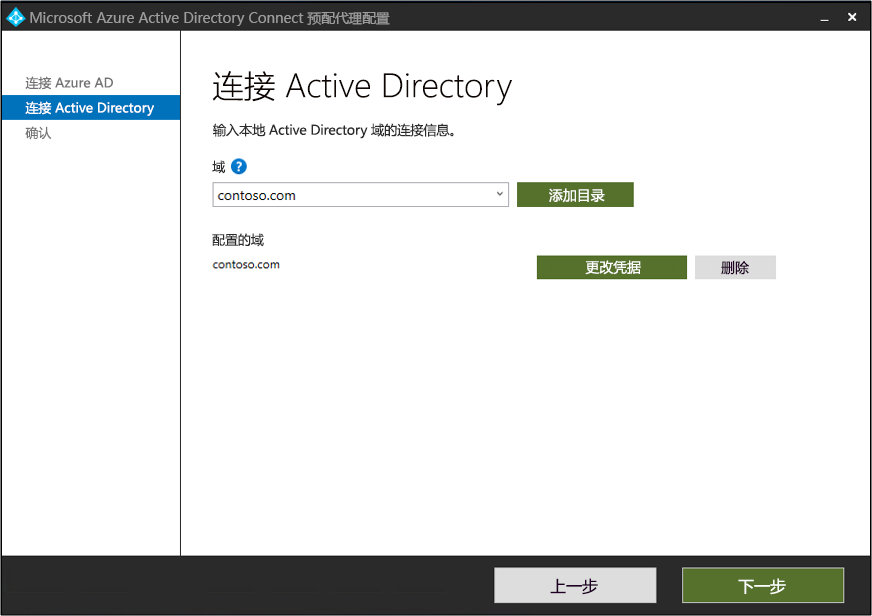 Microsoft Azure Active Directory Connect 预配代理配置
连接 Azure AD
连接 Active Directory
确认
连接 Active Directory
输入本地 Active Directory 域的连接信息。
域 ?
contoso.com
添加目录
配置的域
contoso.com
更改凭据
删除
上一步
下一步